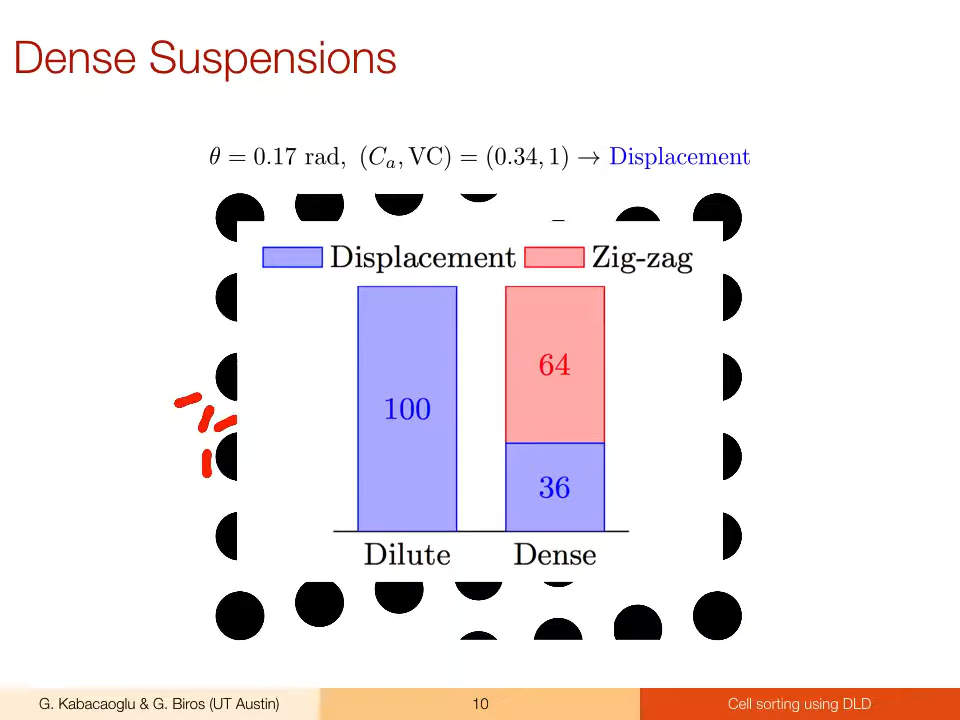 Dense Suspensions
θ = 0.17 rad, (Cₐ, VC) = (0.34, 1) → Displacement
Displacement Zig-zag
64
100
36
Dilute Dense
G. Kabacaoglu & G. Biros (UT Austin) 10 Cell sorting using DLD